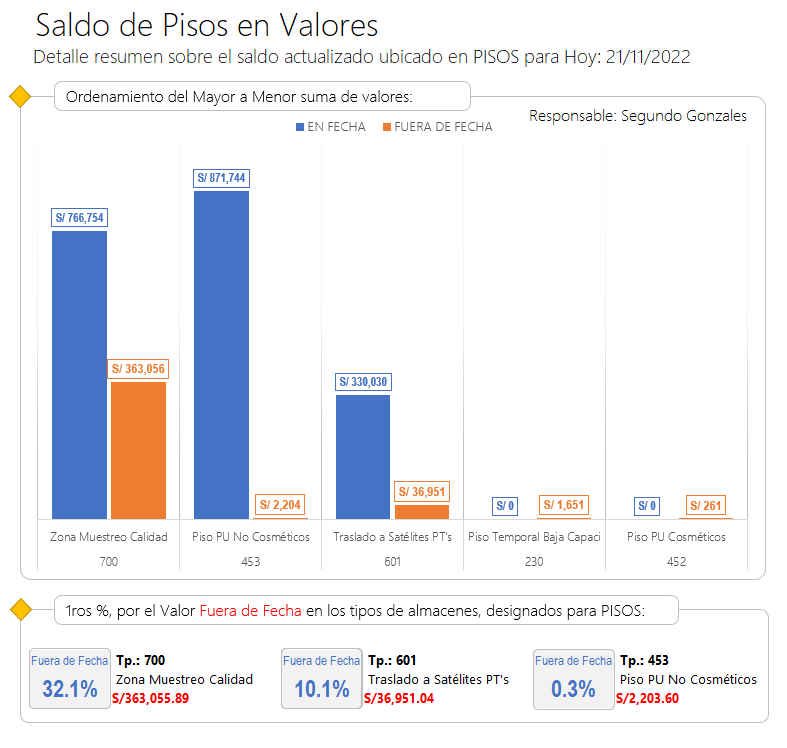 Saldo de Pisos en Valores
Detalle resumen sobre el saldo actualizado ubicado en PISOS para Hoy: 21/11/2022
Ordenamiento del Mayor a Menor suma de valores:
Responsable: Segundo Gonzales
EN FECHA FUERA DE FECHA
S/ 871,744
S/ 766,754
S/ 363,056
S/ 330,030
S/ 36,951
S/ 2,204
S/ 0
S/ 1,651
S/ 0
S/ 261
Zona Muestreo Calidad Piso PU No Cosméticos Traslado a Satélites PT's Piso Temporal Baja Capaci Piso PU Cosméticos
700 453 601 230 452
1ros %, por el Valor Fuera de Fecha en los tipos de almacenes, designados para PISOS:
Fuera de Fecha
32.1%
Tp.: 700
Zona Muestreo Calidad
S/363,055.89
Fuera de Fecha
10.1%
Tp.: 601
Traslado a Satélites PT's
S/36,951.04
Fuera de Fecha
0.3%
Tp.: 453
Piso PU No Cosméticos
S/2,203.60